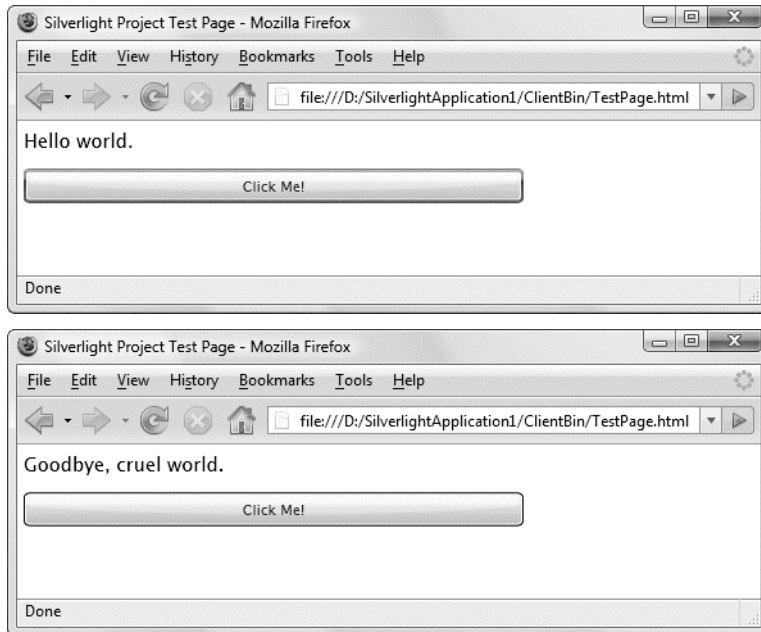 Silverlight Project Test Page - Mozilla Firefox
File Edit View History Bookmarks Tools Help
file:///D:/SilverlightApplication1/ClientBin/TestPage.html
Hello world.
Click Me!
Done
Silverlight Project Test Page - Mozilla Firefox
File Edit View History Bookmarks Tools Help
file:///D:/SilverlightApplication1/ClientBin/TestPage.html
Goodbye, cruel world.
Click Me!
Done